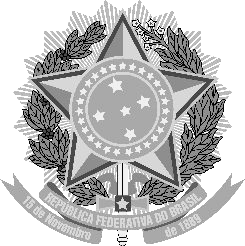 REPÚBLICA FEDERATIVA DO BRASIL
15 de Novembro
de 1889